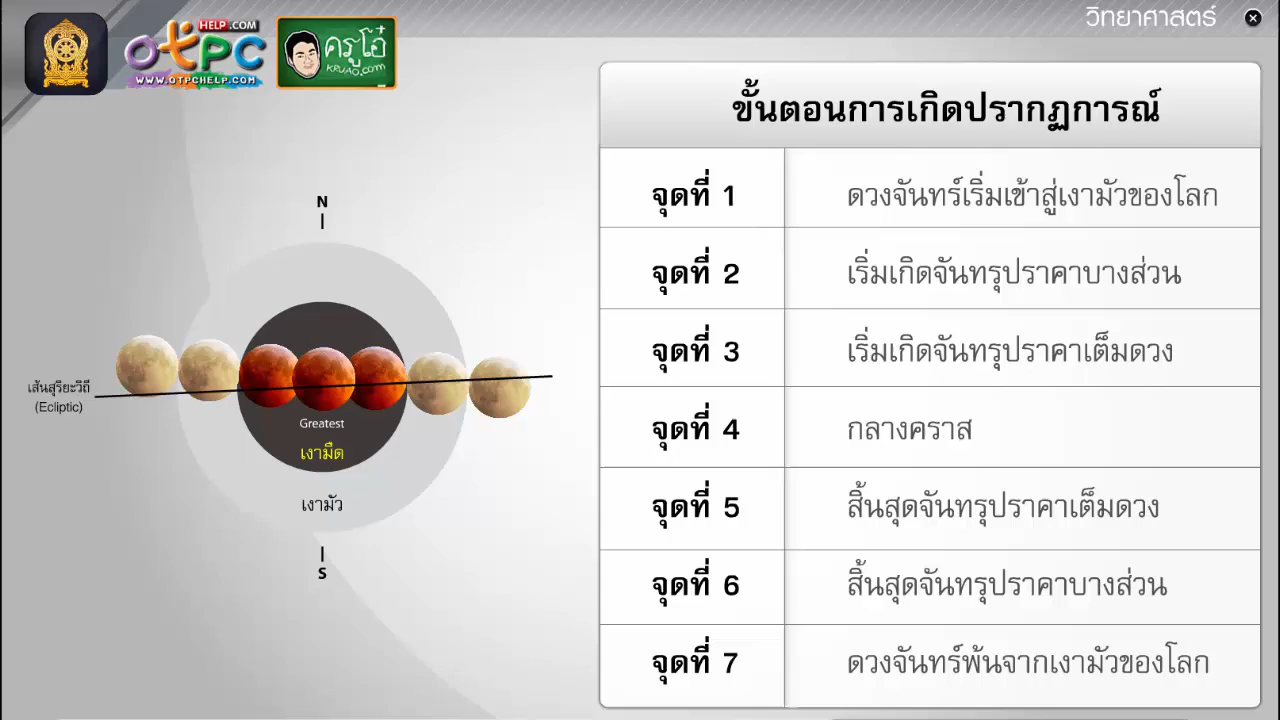 วิทยาศาสตร์
HELP.COM
OTPC
WWW.OTPCHELP.COM
ครูโอ๋
KRUAO.COM
ขั้นตอนการเกิดปรากฏการณ์
จุดที่ 1 ดวงจันทร์เริ่มเข้าสู่เงามัวของโลก
จุดที่ 2 เริ่มเกิดจันทรุปราคาบางส่วน
จุดที่ 3 เริ่มเกิดจันทรุปราคาเต็มดวง
จุดที่ 4 กลางคราส
จุดที่ 5 สิ้นสุดจันทรุปราคาเต็มดวง
จุดที่ 6 สิ้นสุดจันทรุปราคาบางส่วน
จุดที่ 7 ดวงจันทร์พ้นจากเงามัวของโลก
N
เส้นสุริยะวิถี
(Ecliptic)
Greatest
เงามืด
เงามัว
S